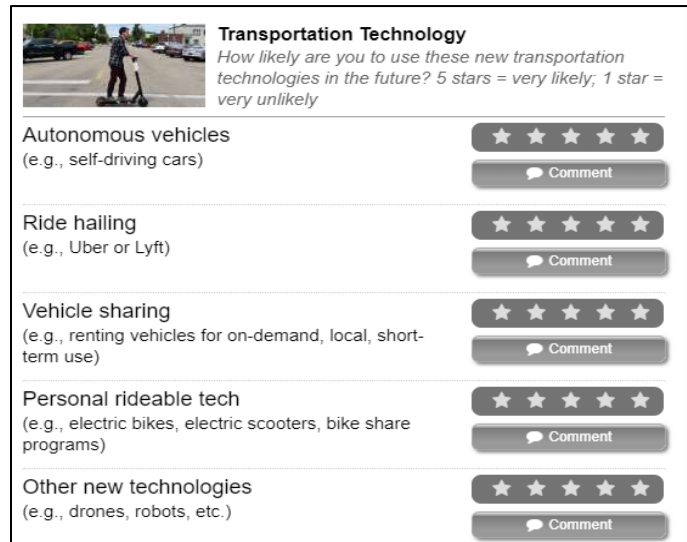 Transportation Technology
How likely are you to use these new transportation
technologies in the future? 5 stars = very likely; 1 star =
very unlikely
Autonomous vehicles
(e.g., self-driving cars)
Comment
Ride hailing
(e.g., Uber or Lyft)
Comment
Vehicle sharing
(e.g., renting vehicles for on-demand, local, short-
term use)
Comment
Personal rideable tech
(e.g., electric bikes, electric scooters, bike share
programs)
Comment
Other new technologies
(e.g., drones, robots, etc.)
Comment